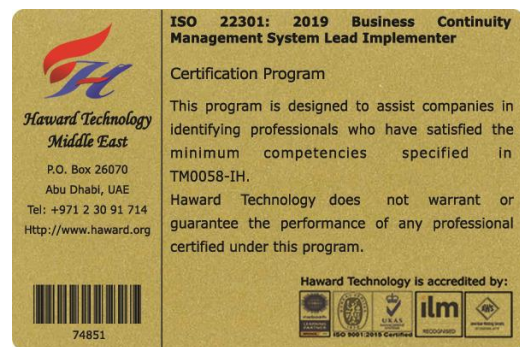 Haward Technology
Middle East
P.O. Box 26070
Abu Dhabi, UAE
Tel: +971 2 30 91 714
Http://www.haward.org
74851
ISO 22301: 2019 Business Continuity
Management System Lead Implementer
Certification Program
This program is designed to assist companies in
identifying professionals who have satisfied the
minimum competencies specified in
TM0058-IH.
Haward Technology does not warrant or
guarantee the performance of any professional
certified under this program.
Haward Technology is accredited by:
UKAS
ISO 9001:2015 Certified
ilm
RECOGNISED